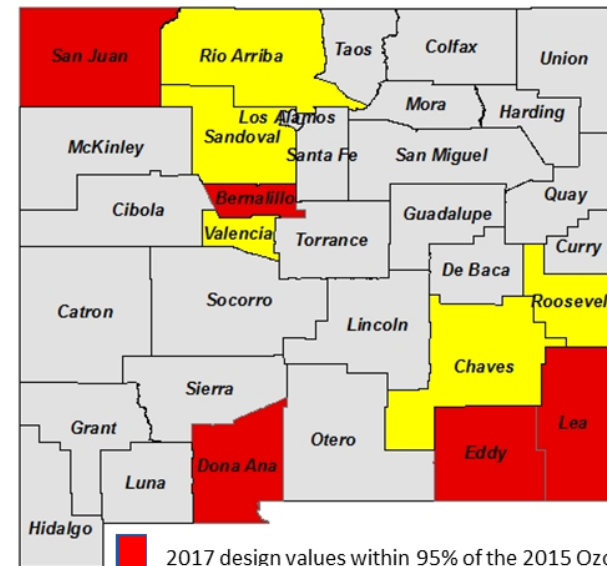 San Juan
Rio Arriba
Taos
Colfax
Union
Mora
Harding
Los Alamos
Sandoval
McKinley
Santa Fe
San Miguel
Quay
Bernalillo
Cibola
Guadalupe
Valencia
Torrance
Curry
De Baca
Roosevel
Socorro
Catron
Lincoln
Chaves
Sierra
Grant
Lea
Otero
Eddy
Dona Ana
Luna
Hidalgo
2017 design values within 95% of the 2015 Ozo